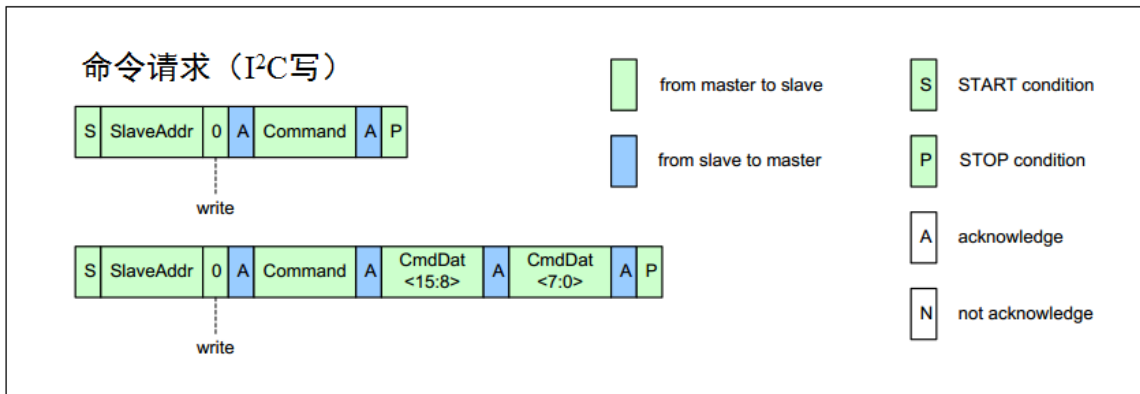 命令请求（I²C写）
S SlaveAddr 0 A Command A P
write
S SlaveAddr 0 A Command A CmdDat <15:8> A CmdDat <7:0> A P
write
from master to slave
from slave to master
S START condition
P STOP condition
A acknowledge
N not acknowledge